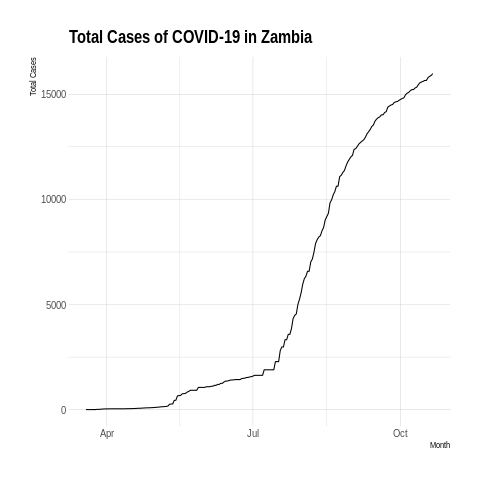 Total Cases of COVID-19 in Zambia
Total Cases
15000
10000
5000
0
Apr
Jul
Oct
Month